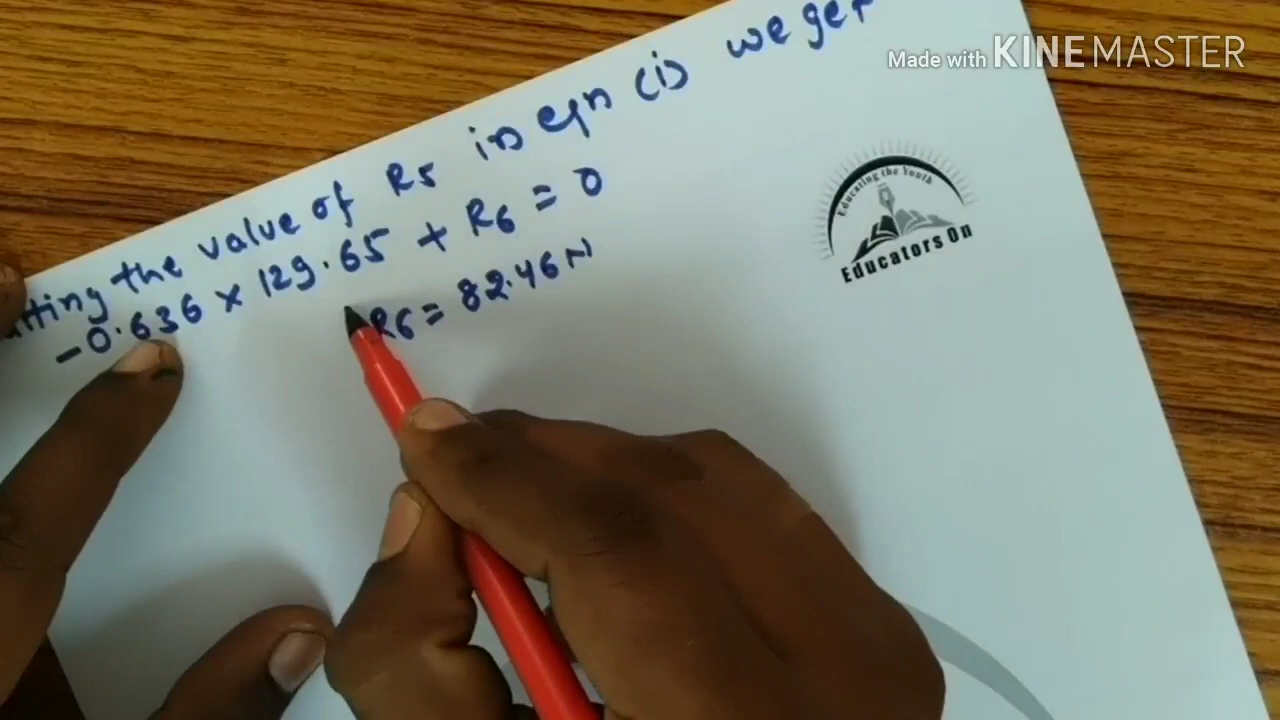 Made with KINEMASTER
utting the value of R5 in eqn (i) we get
-0.636 × 129.65 + R6 = 0
R6 = 82.46 N
Educating the Youth
Educators On